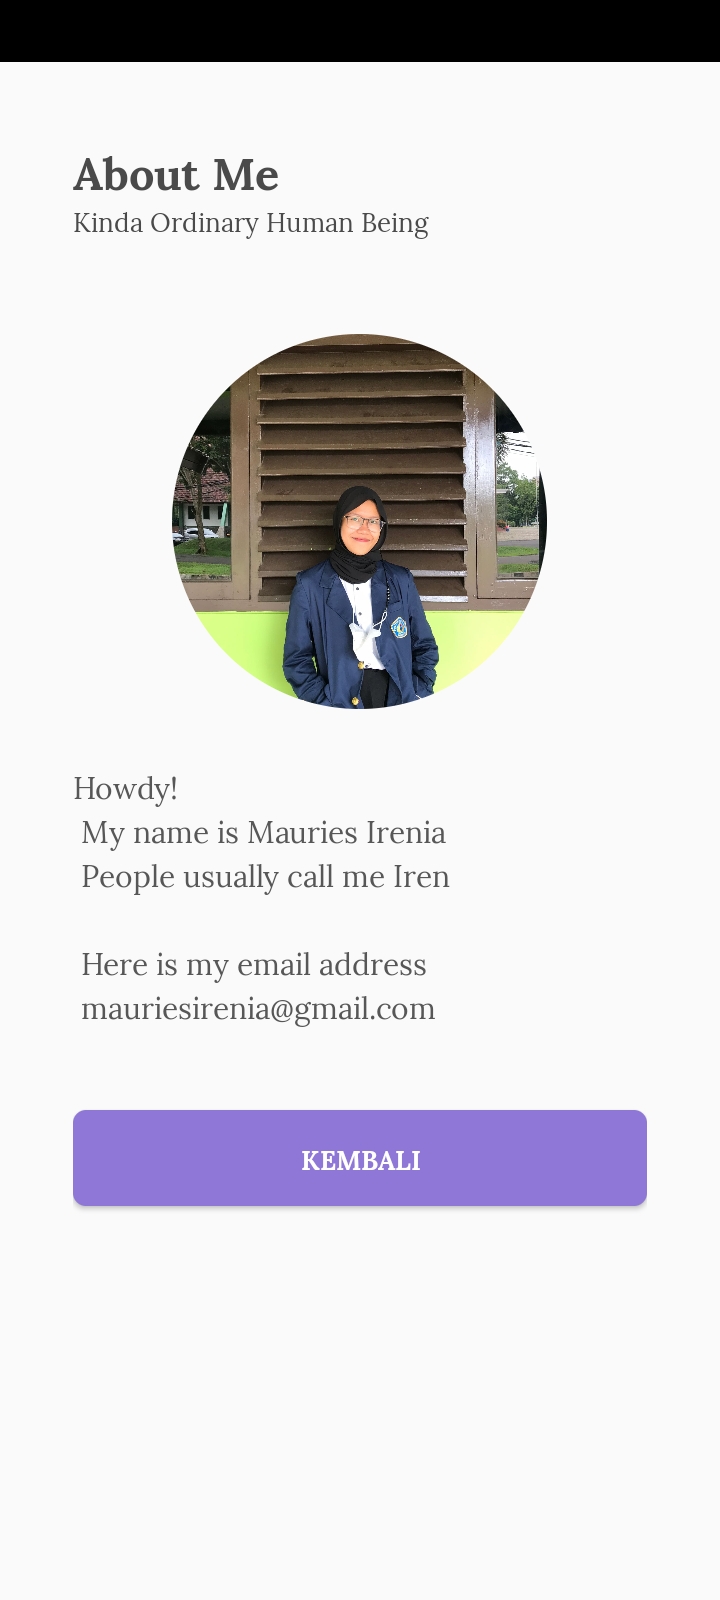 About Me
Kinda Ordinary Human Being
Howdy!
My name is Mauries Irenia
People usually call me Iren
Here is my email address
mauriesirenia@gmail.com
KEMBALI